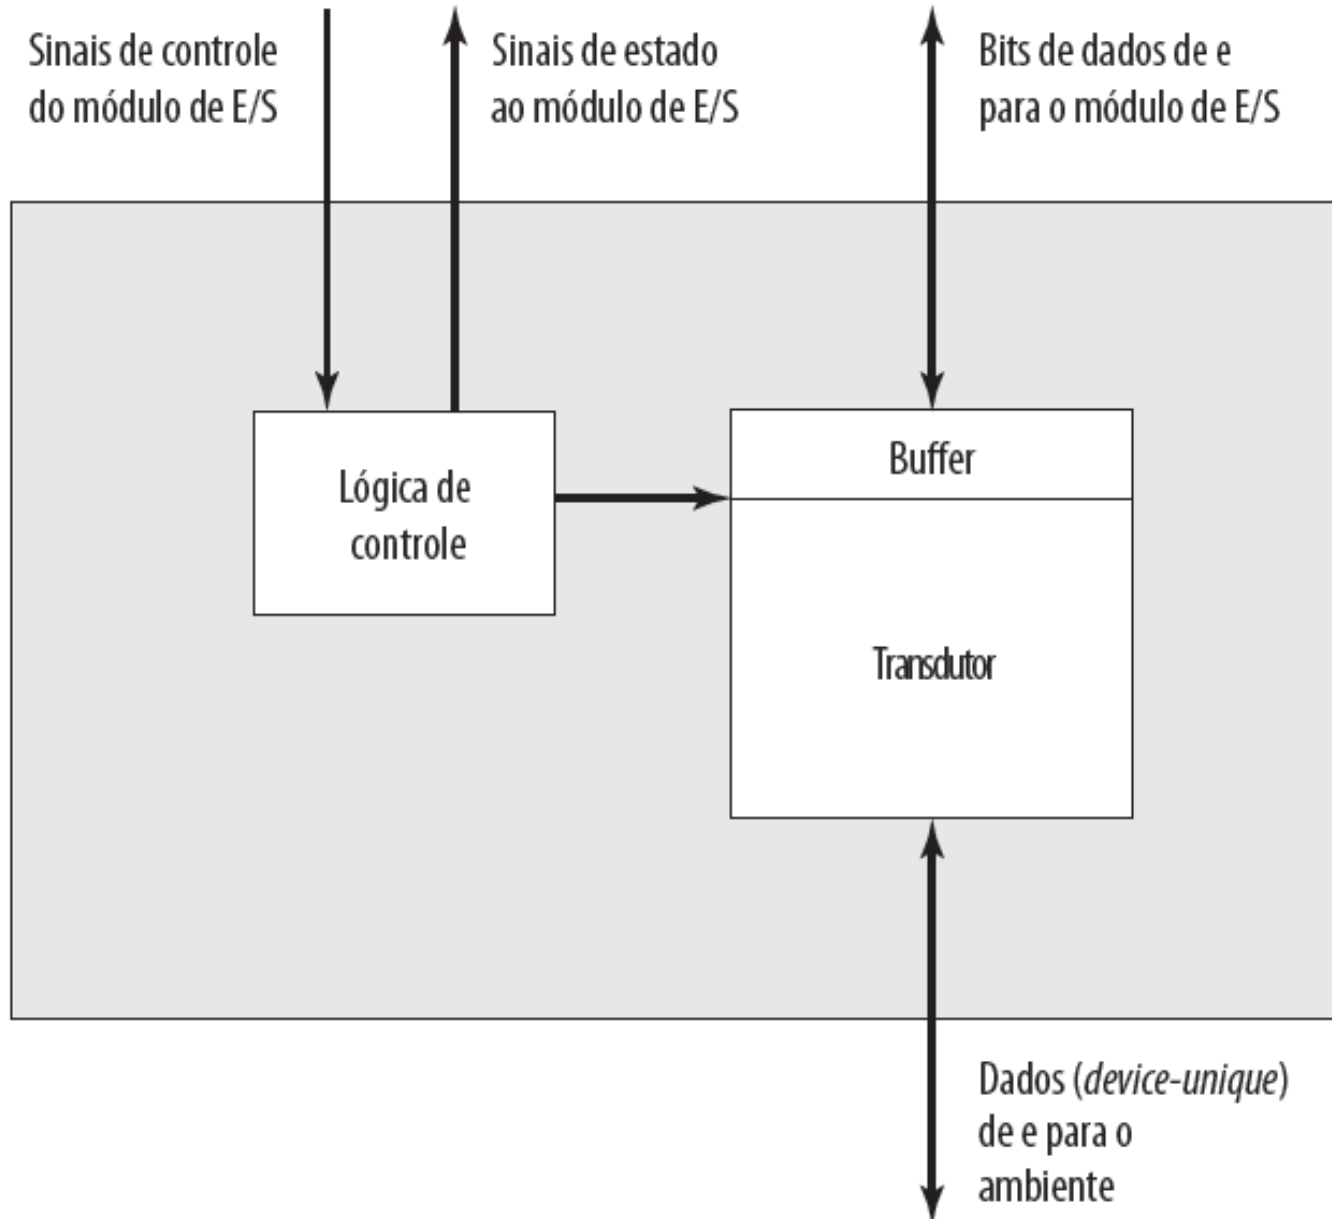 Sinais de controle
do módulo de E/S
Sinais de estado
ao módulo de E/S
Bits de dados de e
para o módulo de E/S
Lógica de
controle
Buffer
Transdutor
Dados (device-unique)
de e para o
ambiente